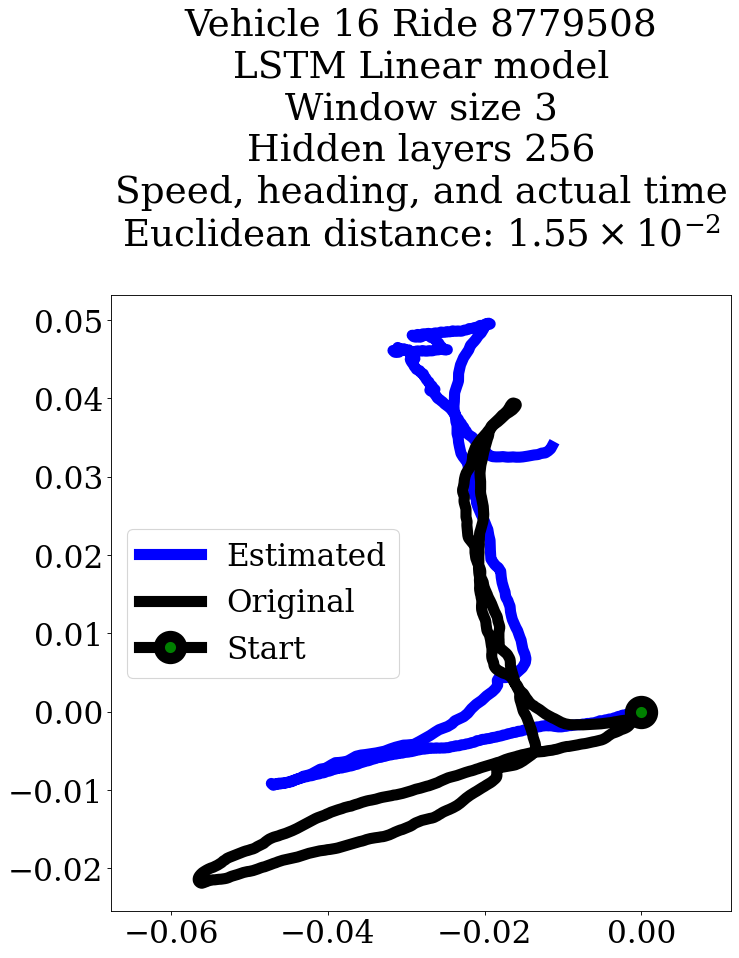 Vehicle 16 Ride 8779508
LSTM Linear model
Window size 3
Hidden layers 256
Speed, heading, and actual time
Euclidean distance: 1.55 × 10⁻²
0.05
0.04
0.03
0.02
0.01
0.00
−0.01
−0.02
Estimated
Original
Start
−0.06 −0.04 −0.02 0.00